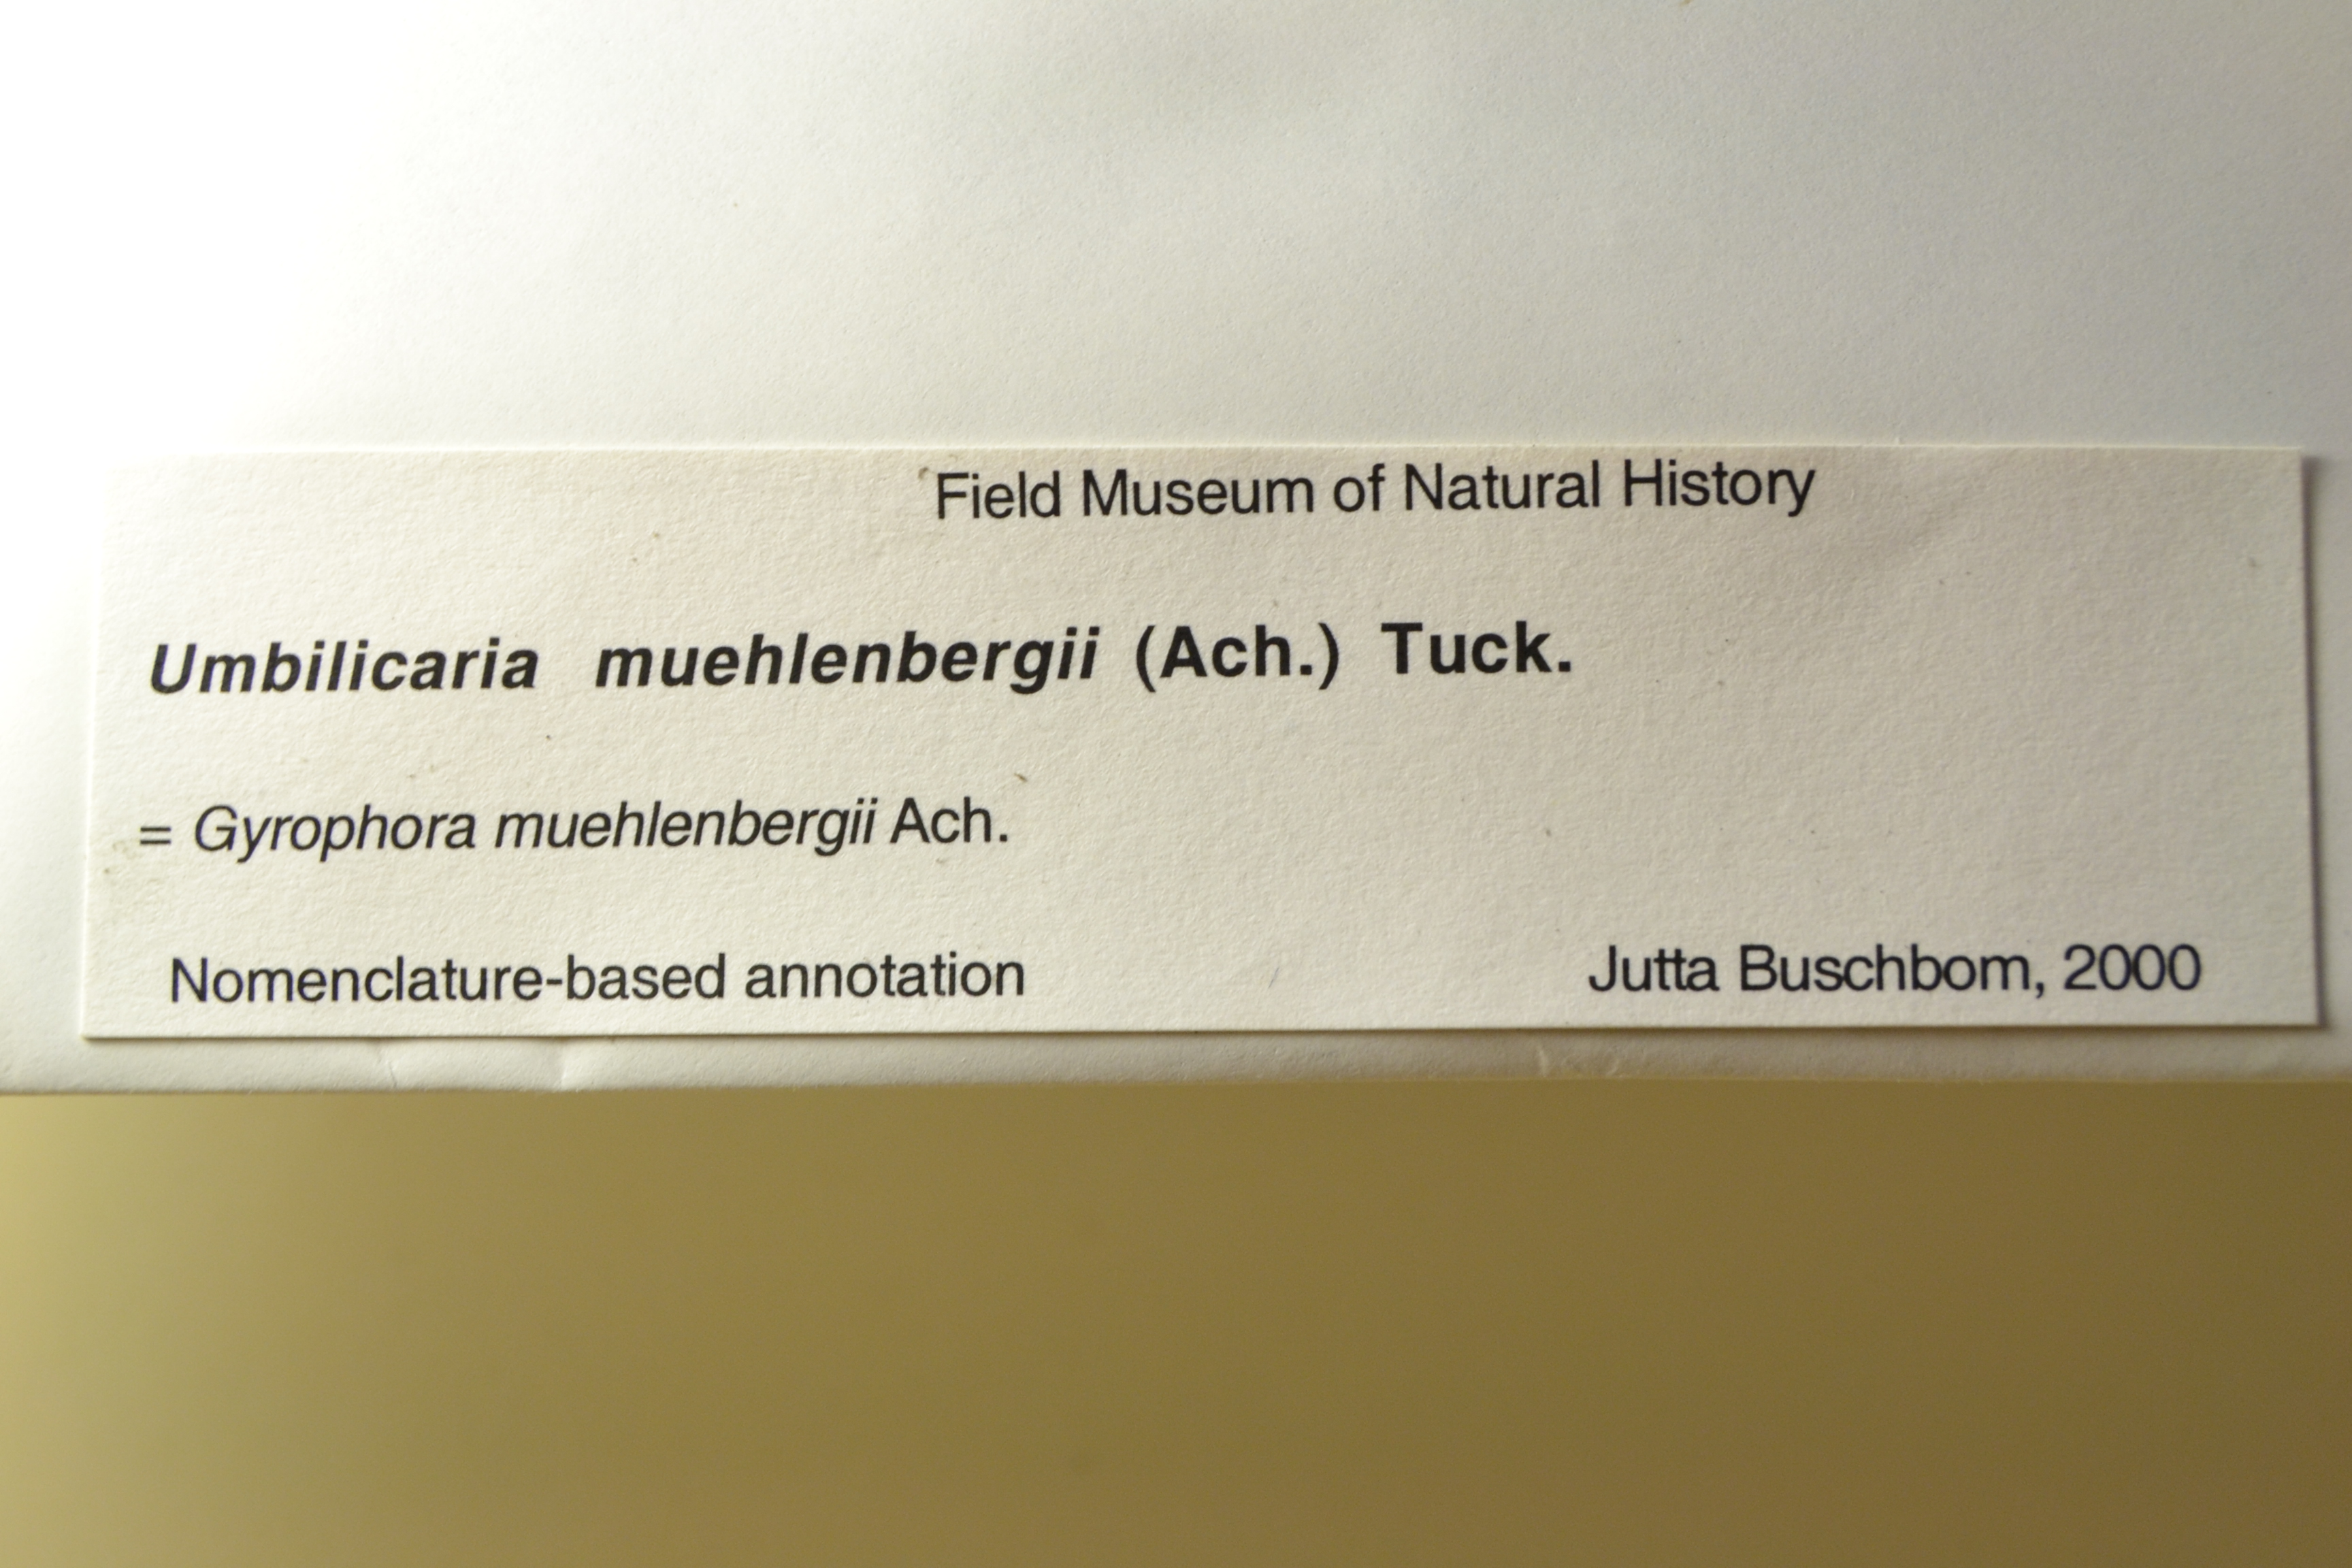 Field Museum of Natural History
Umbilicaria muehlenbergii (Ach.) Tuck.
= Gyrophora muehlenbergii Ach.
Nomenclature-based annotation Jutta Buschbom, 2000